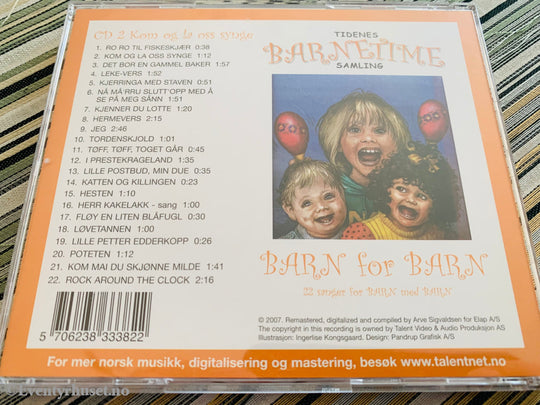 CD 2 Kom og la oss synge
1. RO RO TIL FISKESKJÆR 0:38
2. KOM OG LA OSS SYNGE 1:12
3. DET BOR EN GAMMEL BAKER 1:57
4. LEKE-VERS 1:52
5. KJERRINGA MED STAVEN 0:51
6. NÅ MÅ RRU SLUTT'OPP MED Å
SE PÅ MEG SÅNN 1:51
7. KJENNER DU LOTTE 1:20
8. HERMEVERS 2:15
9. JEG 2:46
10. TORDENSKJOLD 1:01
11. TØFF, TØFF, TOGET GÅR 0:45
12. I PRESTEKRAGELAND 3:31
13. LILLE POSTBUD, MIN DUE 0:31
14. KATTEN OG KILLINGEN 0:23
15. HESTEN 1:10
16. HERR KAKELAKK - sang 1:00
17. FLØY EN LITEN BLÅFUGL 0:30
18. LØVETANNEN 1:00
19. LILLE PETTER EDDERKOPP 0:26
20. POTETEN 1:12
21. KOM MAI DU SKJØNNE MILDE 1:41
22. ROCK AROUND THE CLOCK 2:16
5 706238 333822
TIDENES
BARNETIME
SAMLING
BARN for BARN
22 sanger for BARN med BARN
© 2007. Remastered, digitalized and compiled by Arve Sigvaldsen for Elap A/S
The copyright in this recording is owned by Talent Video & Audio Produksjon AS
Illustrasjon: Ingerlise Kongsgaard. Design: Pandrup Grafisk A/S
For mer norsk musikk, digitalisering og mastering, besøk www.talentnet.no
© Eventyrhuset.no